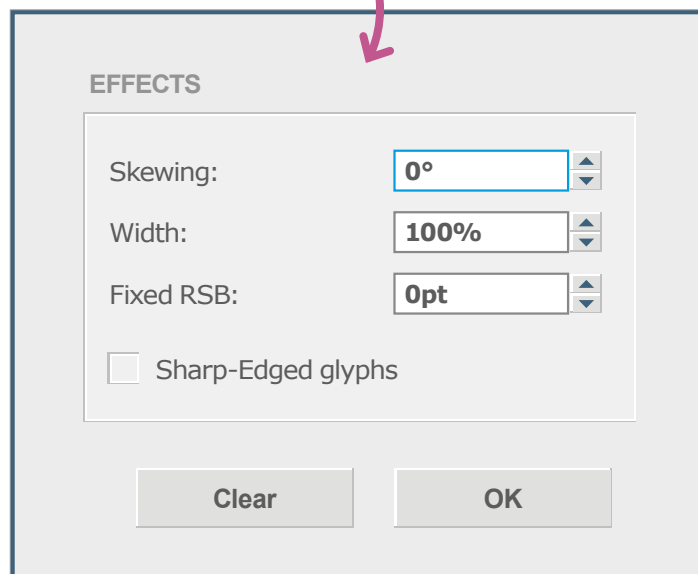 EFFECTS
Skewing: 0°
Width: 100%
Fixed RSB: 0pt
Sharp-Edged glyphs
Clear OK